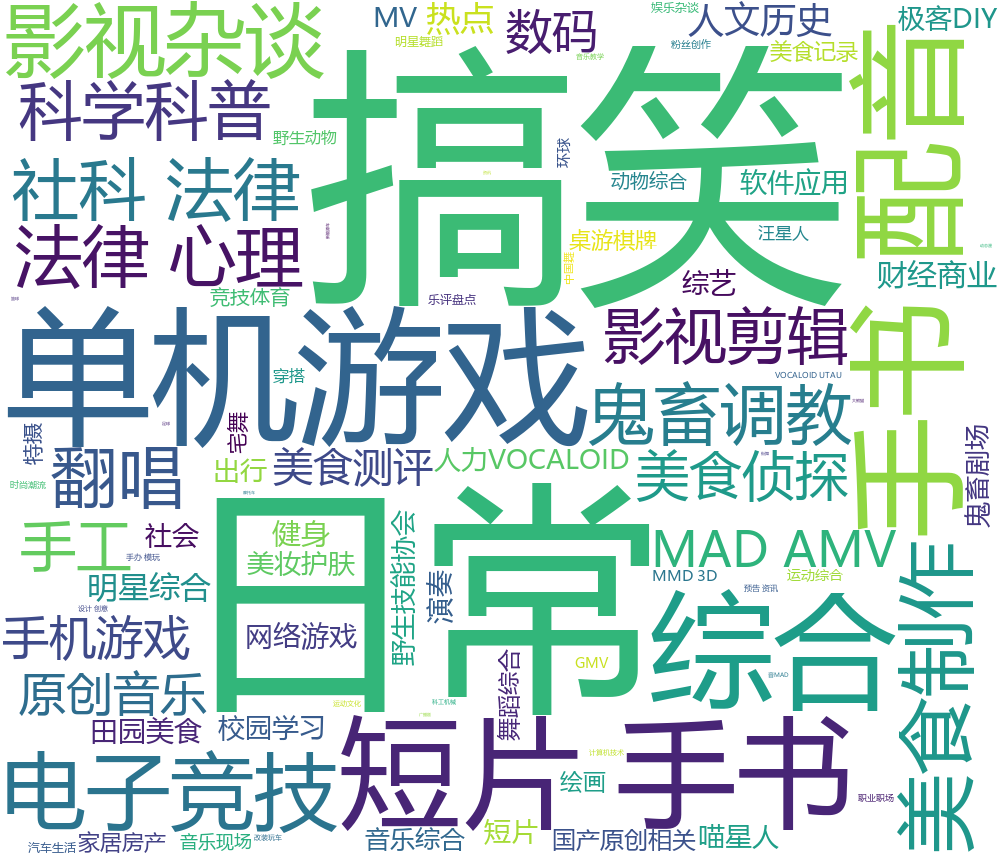 影视杂谈
MV
热点
明星舞蹈
数码
音乐教学
娱乐杂谈
人文历史
粉丝创作
美食记录
极客DIY
科学科普
搞笑
配音
野生动物
环球
动物综合
软件应用
社科 法律
法律 心理
桌游棋牌
汪星人
中国墨
财经商业
竞技体育
乐评盘点
综艺
单机游戏
影视剪辑
手书
穿搭
VOCALOID UTAU
鬼畜调教
宅舞
特摄
翻唱
出行
美食测评
人力VOCALOID
美食侦探
鬼畜剧场
时尚潮流
手工
社会
日常
健身
美妆护肤
野生技能协会
演奏
MAD AMV
手办 模玩
明星综合
MMD 3D
运动综合
预告 资讯
美食制作
设计 创意
手机游戏
网络游戏
综合
舞蹈综合
GMV
音MAD
原创音乐
运动文化
科工机械
田园美食
校园学习
短片 手书
电子竞技
计算机技术
绘画
职业职场
汽车生活
家居房产
音乐现场
改装玩车
音乐综合
短片
国产原创相关
喵星人